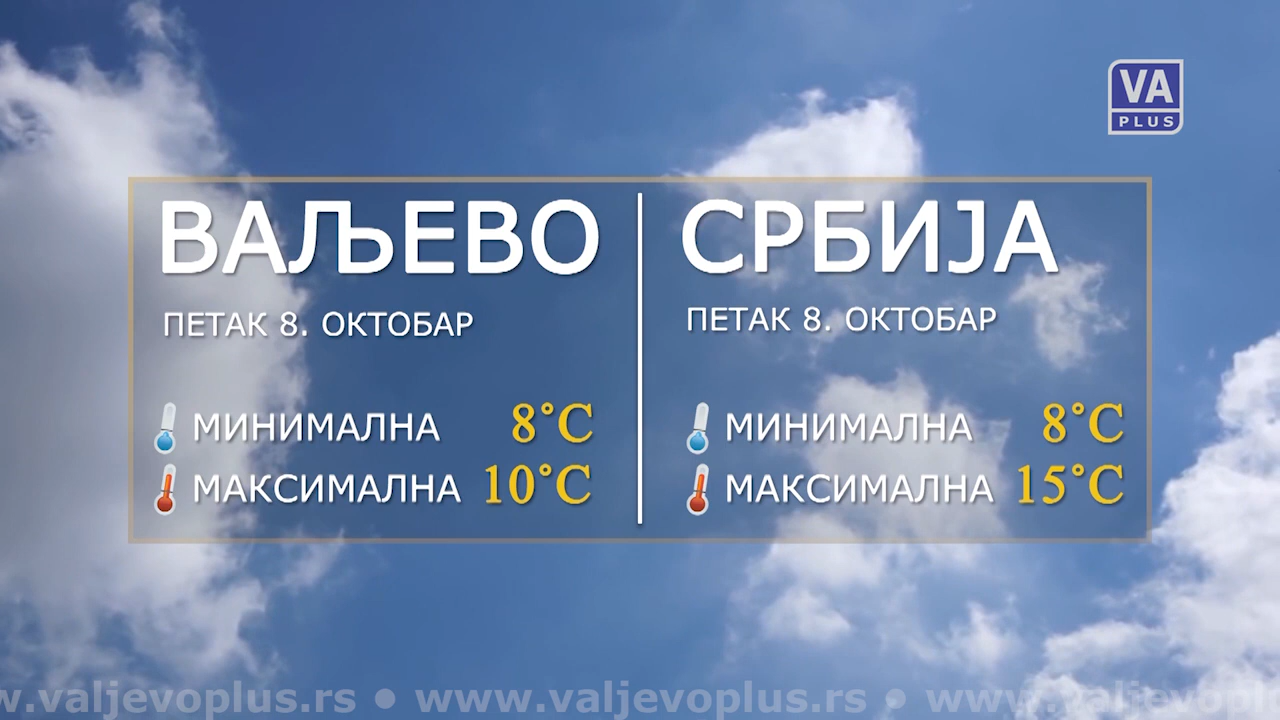 VA
PLUS
ВАЉЕВО
ПЕТАК 8. ОКТОБАР
МИНИМАЛНА 8°C
МАКСИМАЛНА 10°C
СРБИЈА
ПЕТАК 8. ОКТОБАР
МИНИМАЛНА 8°C
МАКСИМАЛНА 15°C
w.valjevoplus.rs • www.valjevoplus.rs • www.valjevopl